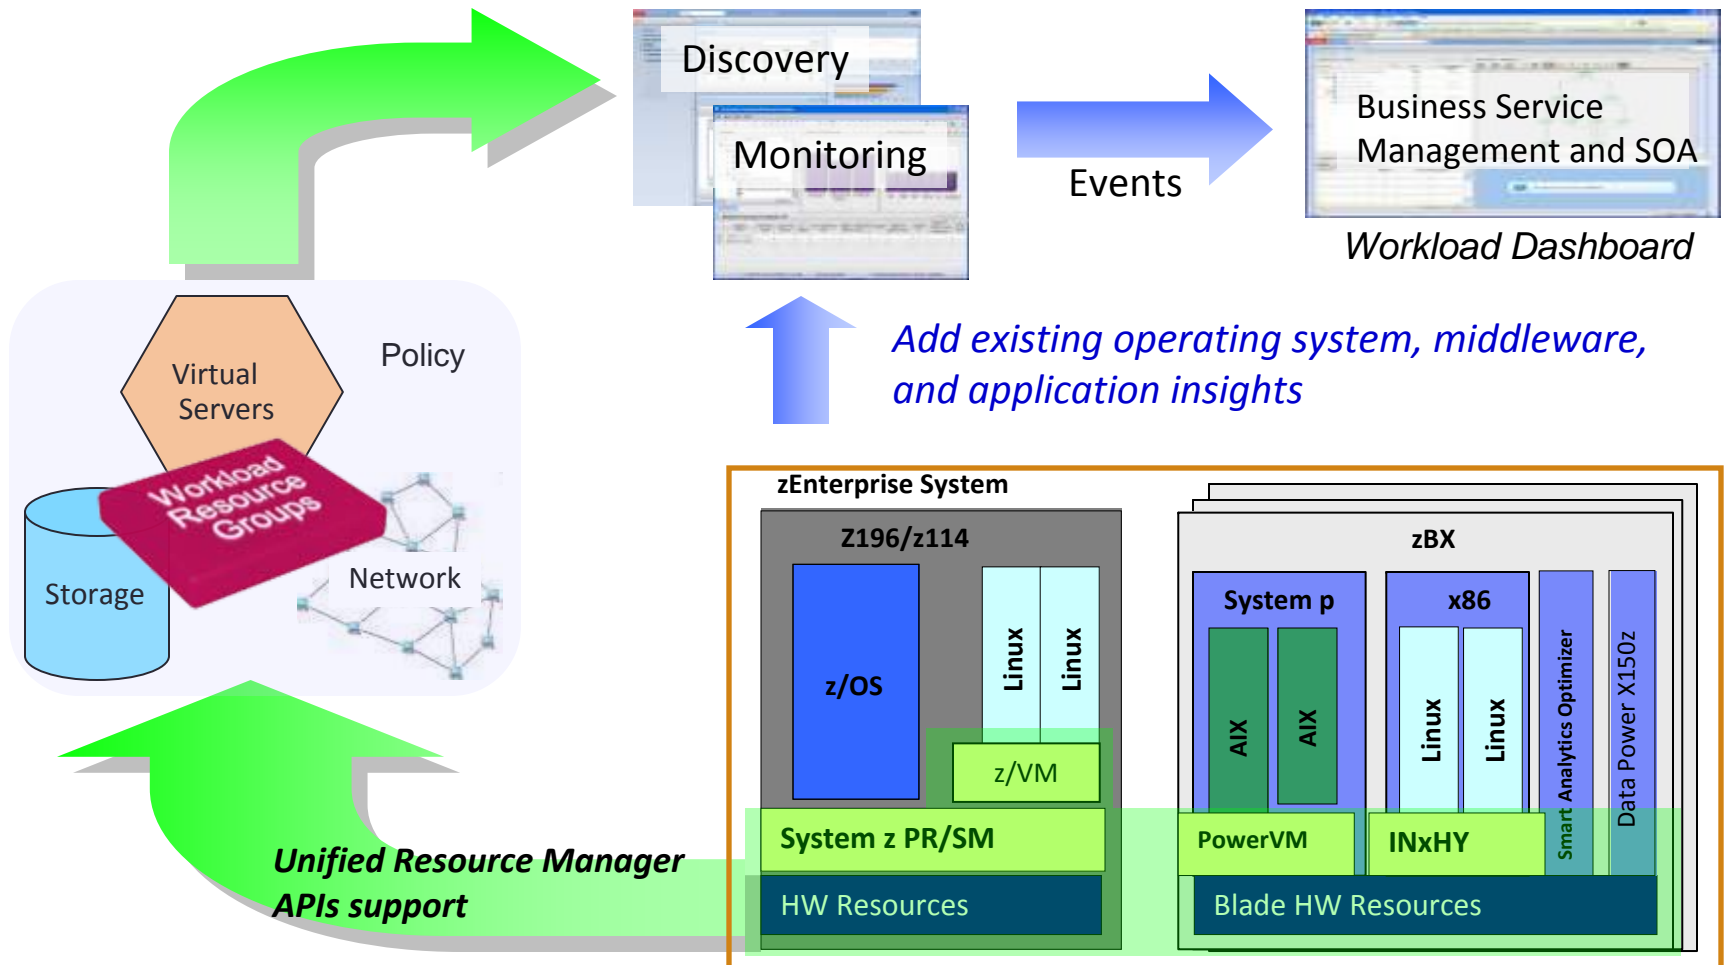 Discovery
Monitoring
Events
Business Service
Management and SOA
Workload Dashboard
Policy
Virtual
Servers
Workload
Resource
Groups
Storage
Network
Add existing operating system, middleware,
and application insights
Unified Resource Manager
APIs support
zEnterprise System
Z196/z114
z/OS
Linux
Linux
z/VM
System z PR/SM
HW Resources
zBX
System p
AIX
AIX
PowerVM
x86
Linux
Linux
INxHY
Smart Analytics Optimizer
Data Power X150z
Blade HW Resources